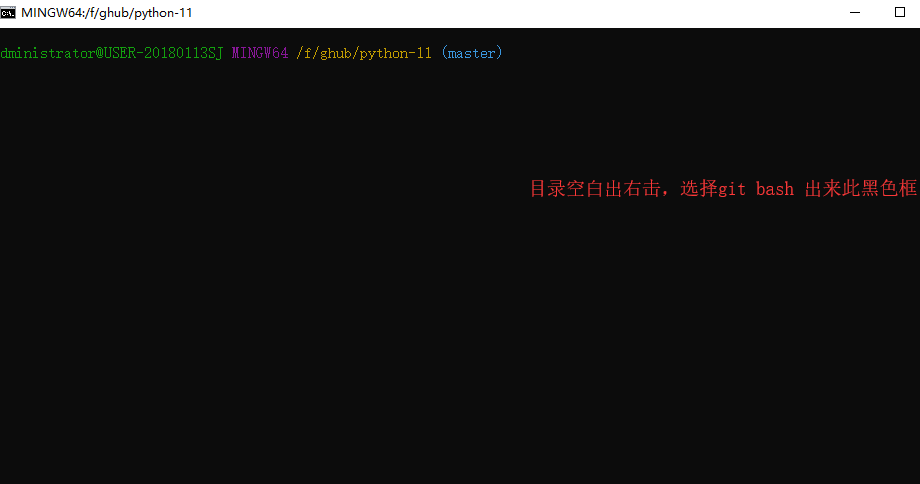 MINGW64:/f/ghub/python-11
dministrator@USER-20180113SJ MINGW64 /f/ghub/python-11 (master)
目录空白出右击，选择git bash 出来此黑色框